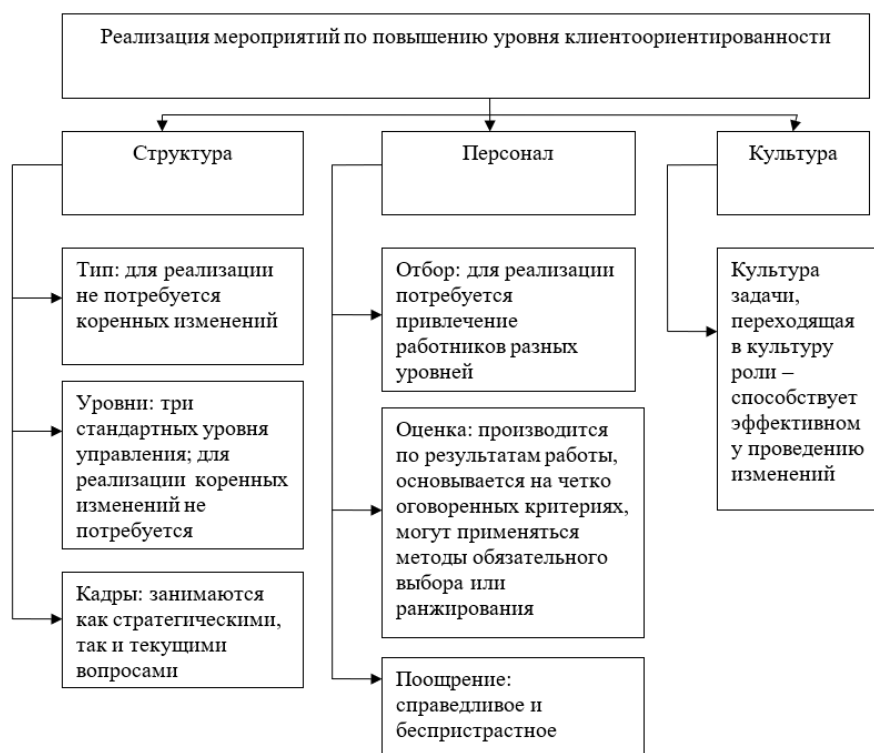 Реализация мероприятий по повышению уровня клиентоориентированности
Структура
Персонал
Культура
Тип: для реализации
не потребуется
коренных изменений
Уровни: три
стандартных уровня
управления; для
реализации коренных
изменений не
потребуется
Кадры: занимаются
как стратегическими,
так и текущими
вопросами
Отбор: для реализации
потребуется
привлечение
работников разных
уровней
Оценка: производится
по результатам работы,
основывается на четко
оговоренных критериях,
могут применяться
методы обязательного
выбора или
ранжирования
Поощрение:
справедливое и
беспристрастное
Культура
задачи,
переходящая
в культуру
роли –
способствует
эффективном
у проведению
изменений